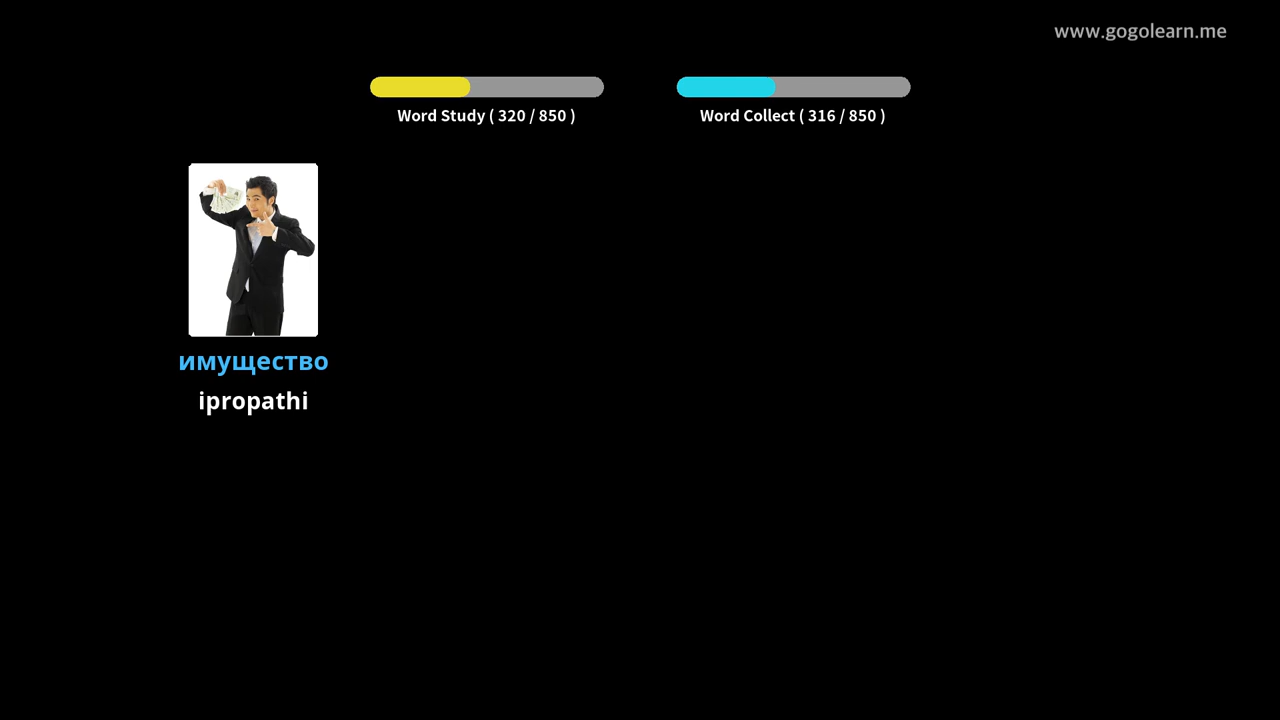 www.gogolearn.me
Word Study ( 320 / 850 )
Word Collect ( 316 / 850 )
имущество
ipropathi